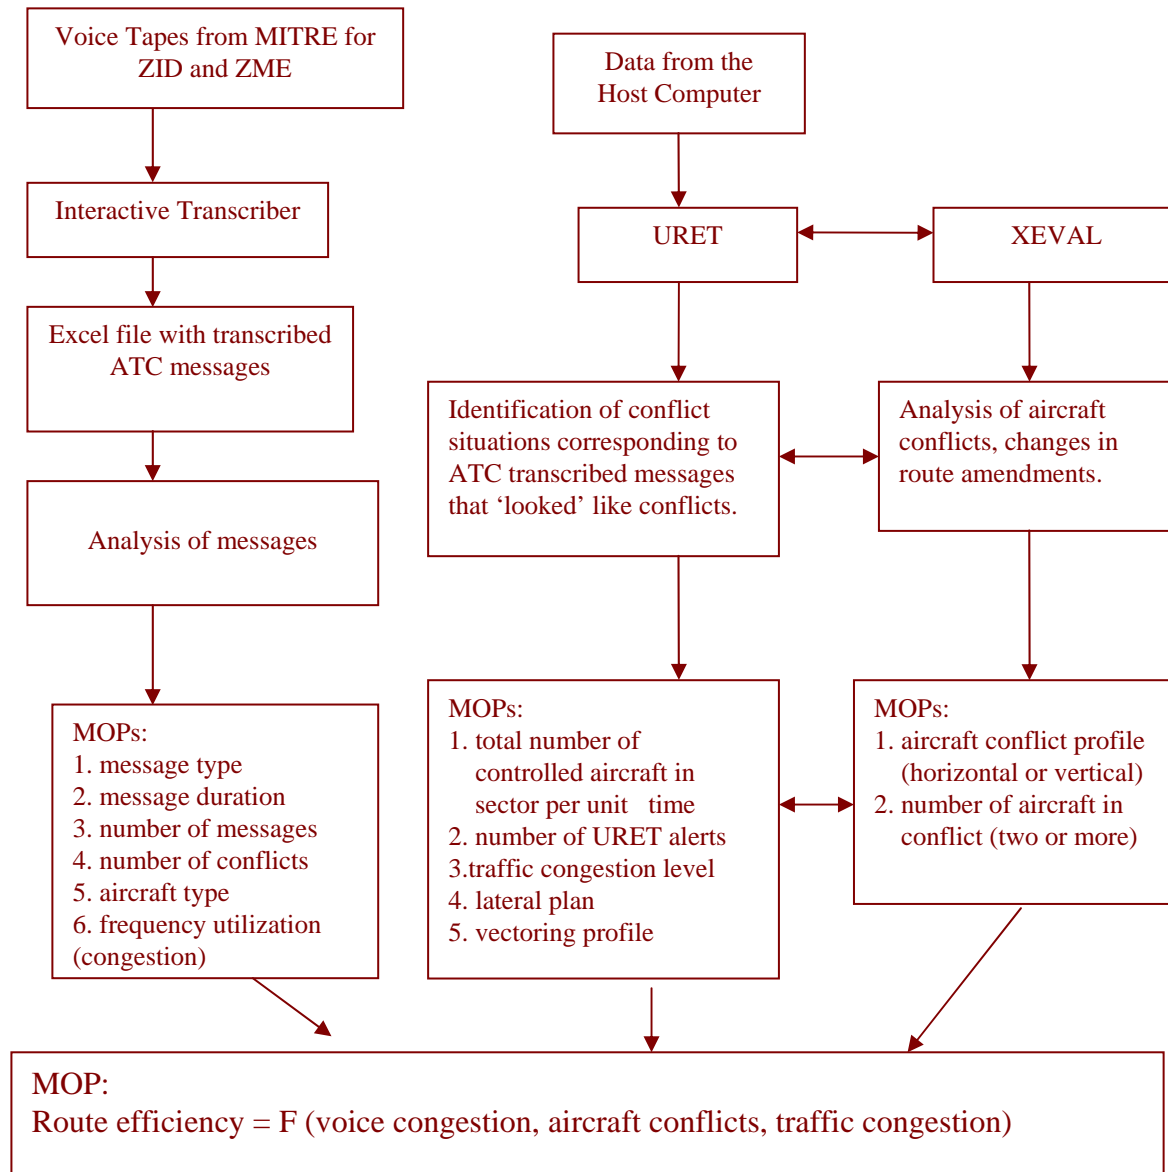 Voice Tapes from MITRE for
ZID and ZME
Data from the
Host Computer
Interactive Transcriber
URET
XEVAL
Excel file with transcribed
ATC messages
Identification of conflict
situations corresponding to
ATC transcribed messages
that ‘looked’ like conflicts.
Analysis of aircraft
conflicts, changes in
route amendments.
Analysis of messages
MOPs:
1. message type
2. message duration
3. number of messages
4. number of conflicts
5. aircraft type
6. frequency utilization
(congestion)
MOPs:
1. total number of
controlled aircraft in
sector per unit time
2. number of URET alerts
3.traffic congestion level
4. lateral plan
5. vectoring profile
MOPs:
1. aircraft conflict profile
(horizontal or vertical)
2. number of aircraft in
conflict (two or more)
MOP:
Route efficiency = F (voice congestion, aircraft conflicts, traffic congestion)